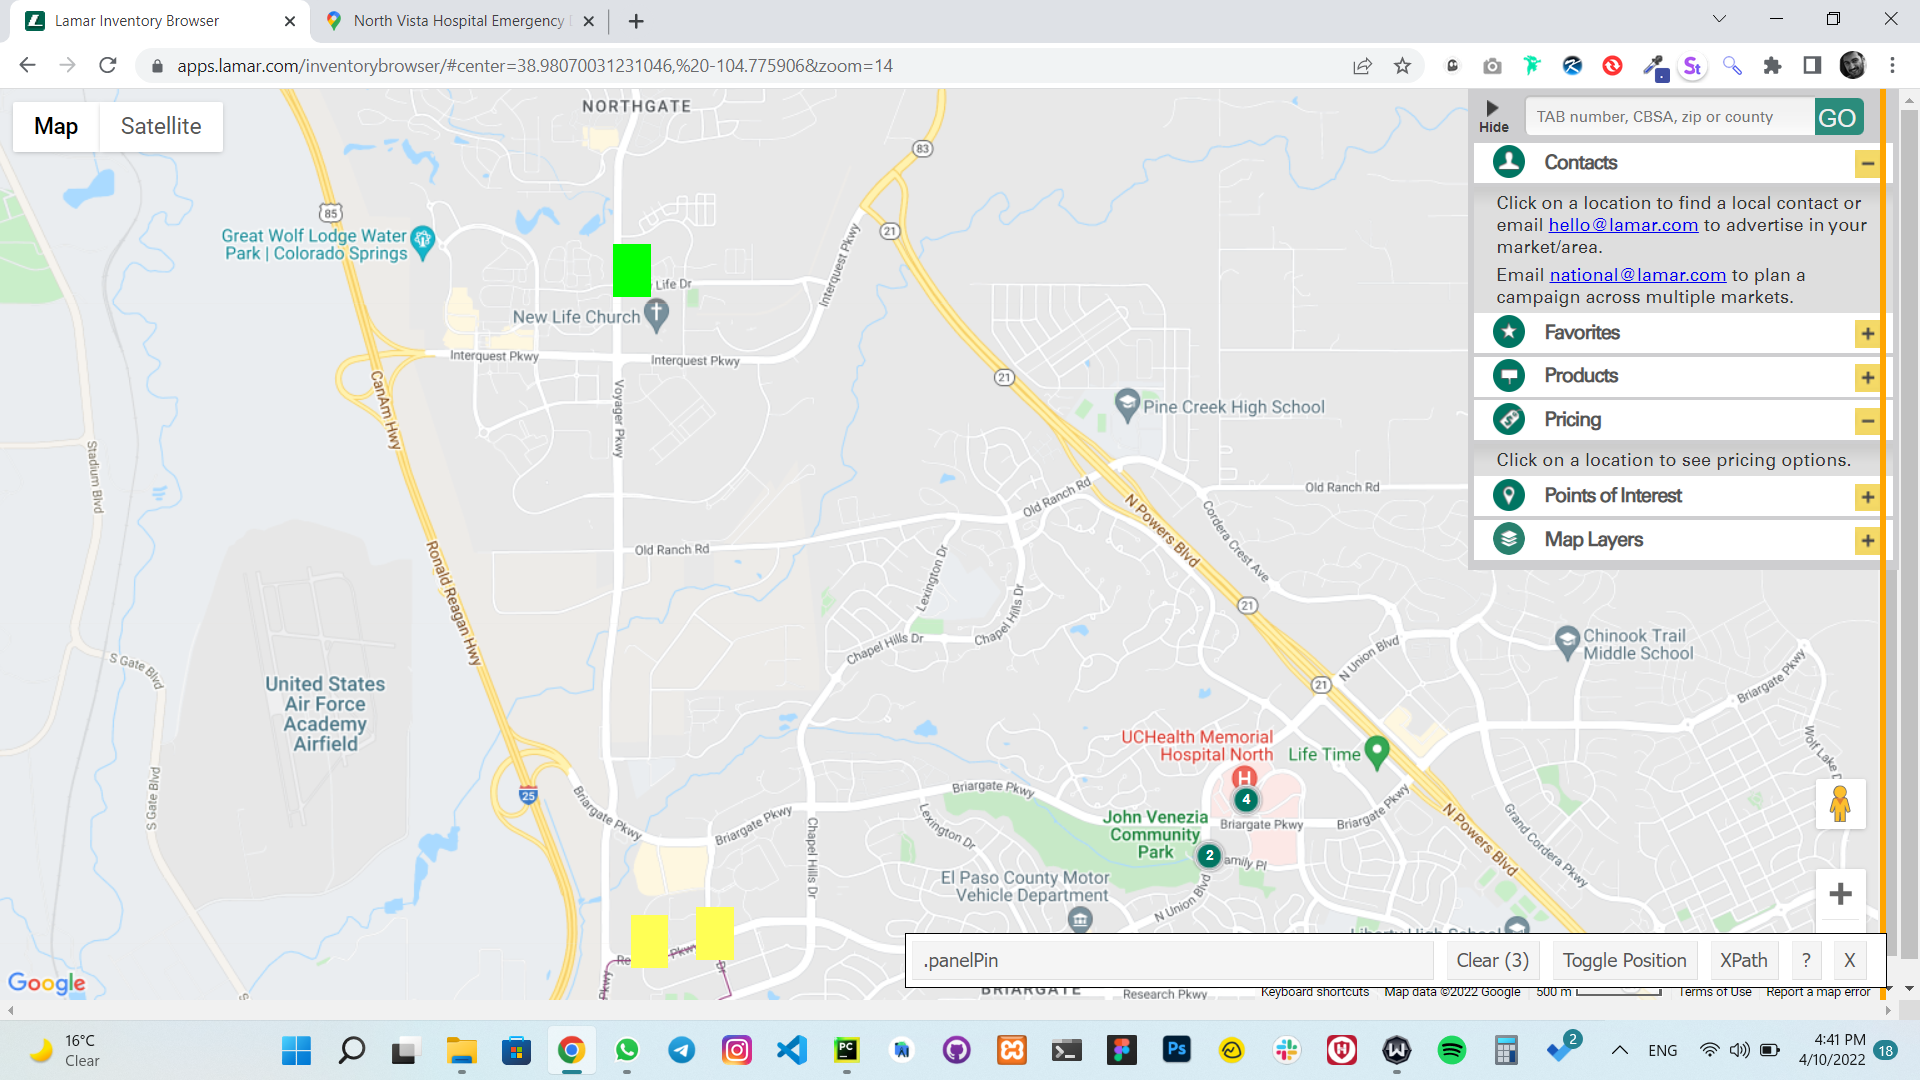 Lamar Inventory Browser
North Vista Hospital Emergency
apps.lamar.com/inventorybrowser/#center=38.98070031231046,%20-104.775906&zoom=14
Map
Satellite
NORTHGATE
83
85
21
Great Wolf Lodge Water
Park | Colorado Springs
Interquest Pkwy
Life Dr
New Life Church
Interquest Pkwy
Interquest Pkwy
21
CanAm Hwy
Voyager Pkwy
Pine Creek High School
Stadium Blvd
Old Ranch Rd
Old Ranch Rd
N Powers Blvd
Cordera Crest Ave
Old Ranch Rd
Ronald Reagan Hwy
Lexington Dr
Chapel Hills Dr
Chapel Hills Dr
21
S Gate Blvd
N Union Blvd
Chinook Trail
Middle School
Briargate Pkwy
21
United States
Air Force
Academy
Airfield
UCHealth Memorial
Hospital North
H
4
Life Time
Wolf Lake D
S Gate Blvd
25
Briargate Pkwy
Briargate Pkwy
Briargate Pkwy
Lexington Dr
Chapel Hills Dr
John Venezia
Community
Park
Briargate Pkwy
Briargate Pkwy
2
amily Pl
N Powers Blvd
Grand Cordera Pkwy
El Paso County Motor
Vehicle Department
N Union Blvd
Liberty High School
Re
Pkw
Dr
Pkwy
BRIARGATE
Research Pkwy
Google
Hide
TAB number, CBSA, zip or county
GO
Contacts
Click on a location to find a local contact or
email hello@lamar.com to advertise in your
market/area.
Email national@lamar.com to plan a
campaign across multiple markets.
Favorites
Products
Pricing
Click on a location to see pricing options.
Points of Interest
Map Layers
.panelPin
Clear (3)
Toggle Position
XPath
?
X
Keyboard shortcuts
Map data ©2022 Google
500 m
Terms of Use
Report a map error
16°C
Clear
PC
Ps
2
ENG
4:41 PM
4/10/2022
18